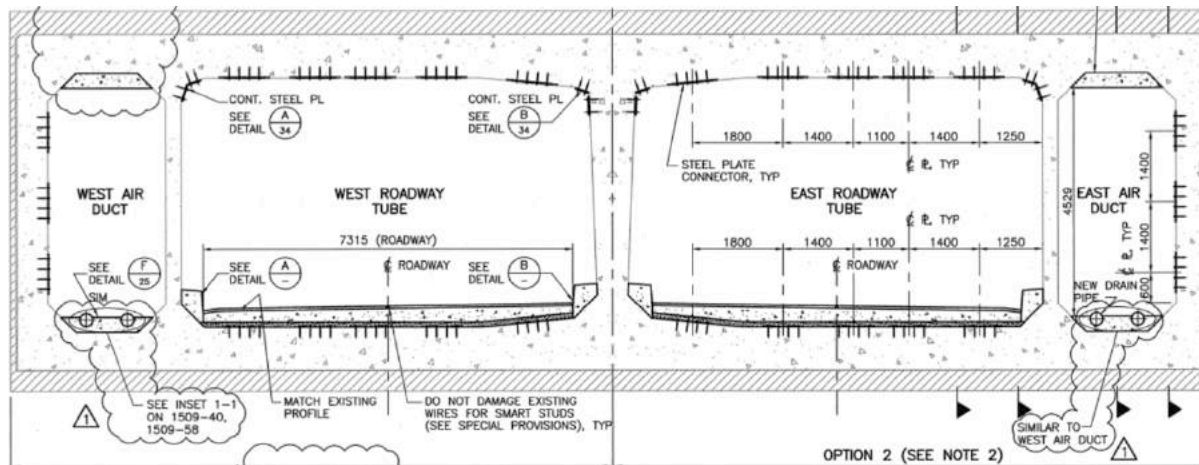 CONT. STEEL PL
SEE
DETAIL
A
34
CONT. STEEL PL
SEE
DETAIL
B
34
WEST AIR
DUCT
WEST ROADWAY
TUBE
7315 (ROADWAY)
SEE
DETAIL
F
25
SIM
SEE
DETAIL
A
-
℄ ROADWAY
SEE
DETAIL
B
-
1
SEE INSET 1-1
ON 1509-40,
1509-58
MATCH EXISTING
PROFILE
DO NOT DAMAGE EXISTING
WIRES FOR SMART STUDS
(SEE SPECIAL PROVISIONS), TYP
1800
1400
1100
1400
1250
℄ PL TYP
STEEL PLATE
CONNECTOR, TYP
EAST ROADWAY
TUBE
℄ PL TYP
1800
1400
1100
1400
1250
℄ ROADWAY
4529
EAST AIR
DUCT
1400
1400
600
℄ PL TYP
NEW DRAIN
PIPE
SIMILAR TO
WEST AIR DUCT
1
OPTION 2 (SEE NOTE 2)